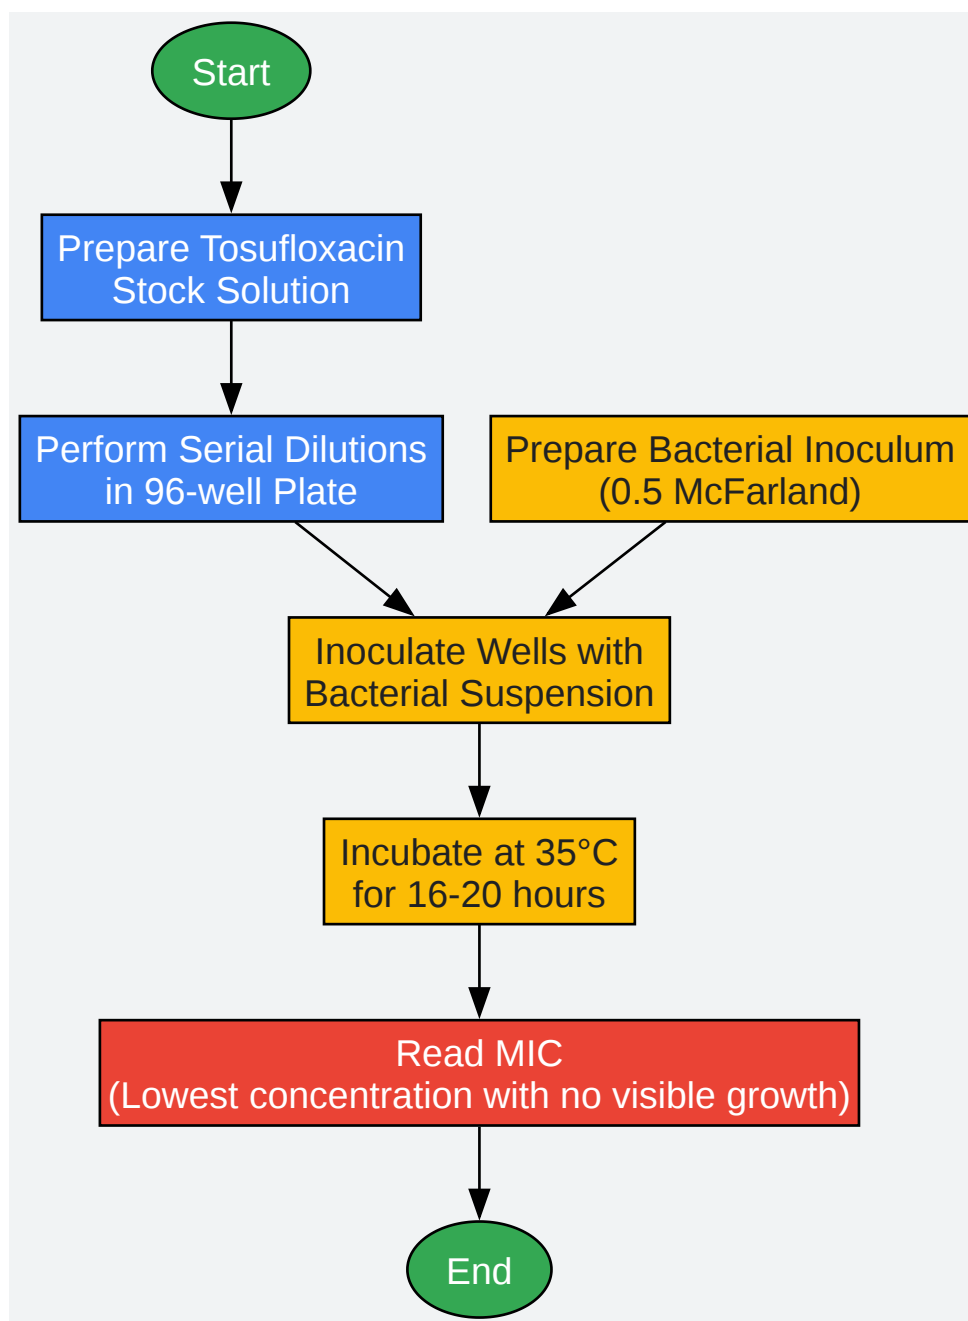 Start
Prepare Tosufloxacin
Stock Solution
Perform Serial Dilutions
in 96-well Plate
Prepare Bacterial Inoculum
(0.5 McFarland)
Inoculate Wells with
Bacterial Suspension
Incubate at 35°C
for 16-20 hours
Read MIC
(Lowest concentration with no visible growth)
End